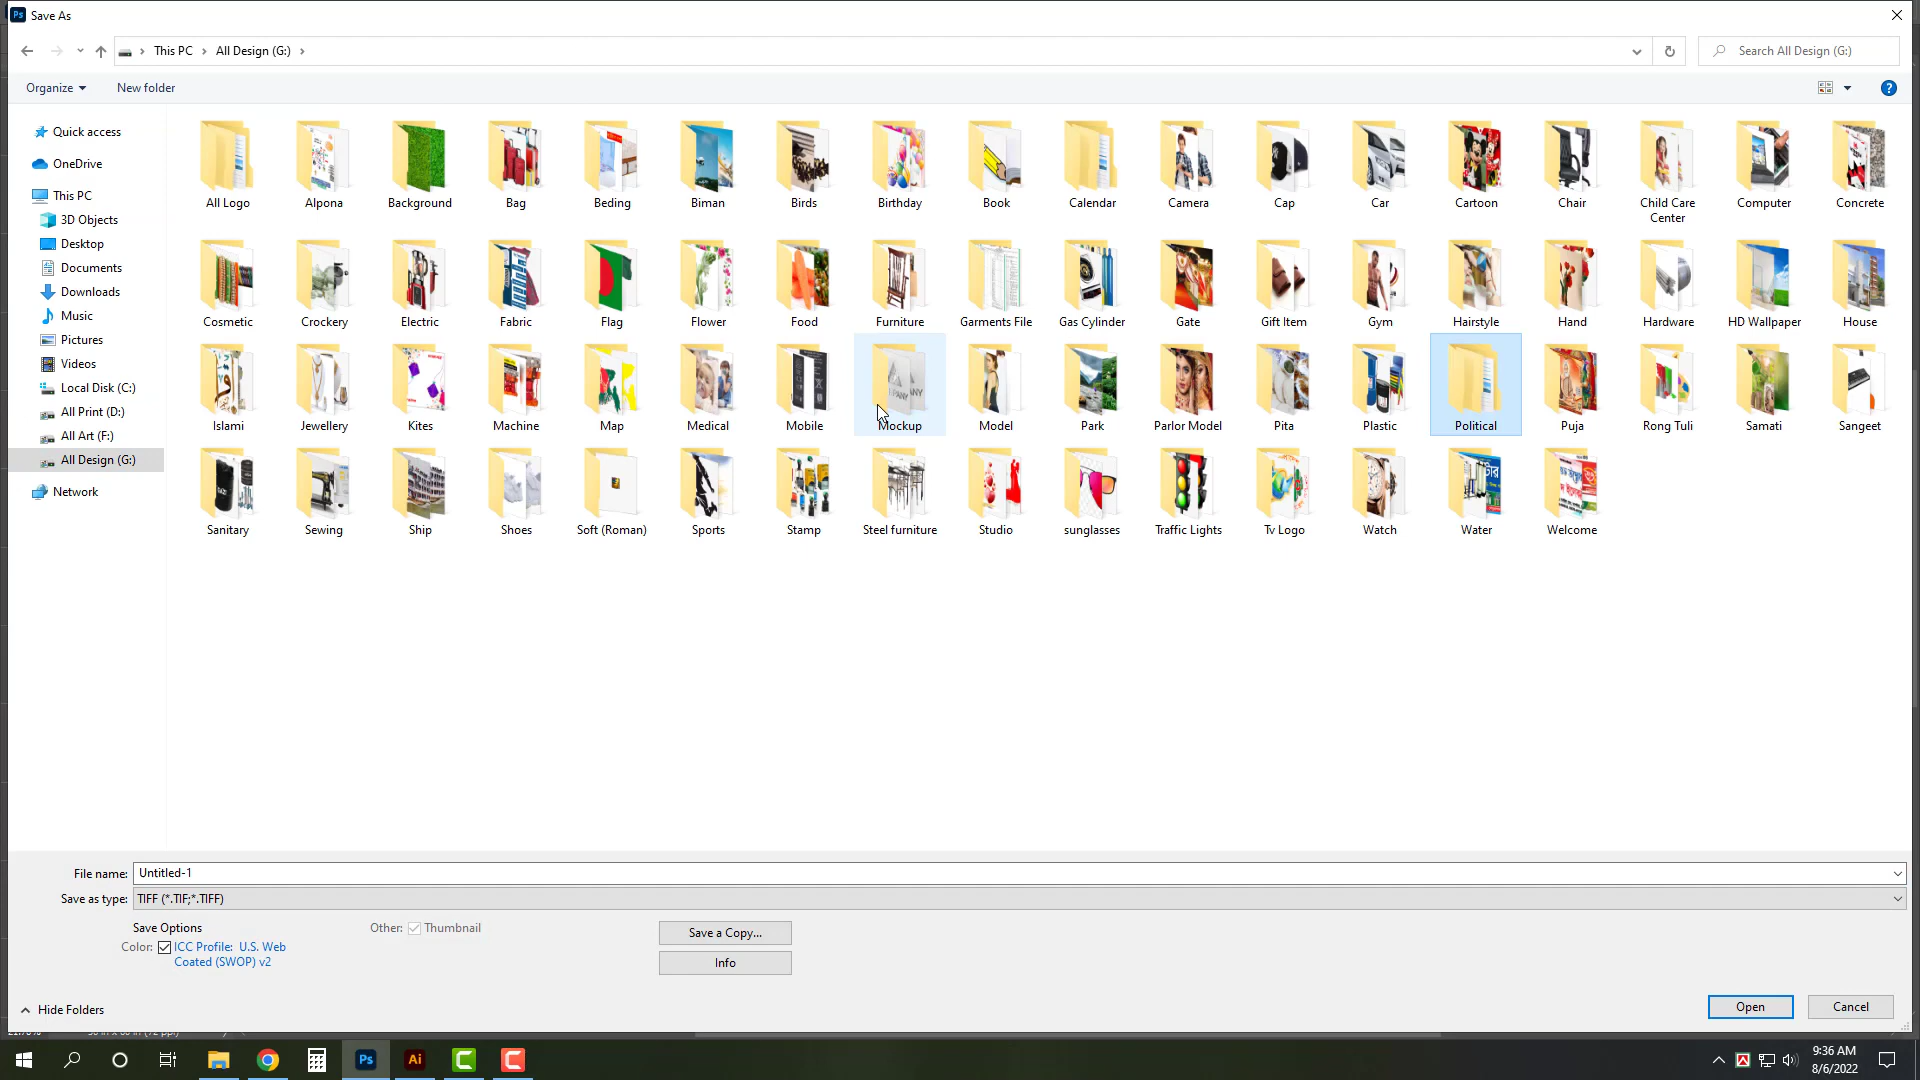 Save As
This PC
All Design (G:)
Search All Design (G:)
Organize
New folder
Quick access
OneDrive
This PC
3D Objects
Desktop
Documents
Downloads
Music
Pictures
Videos
Local Disk (C:)
All Print (D:)
All Art (F:)
All Design (G:)
Network
All Logo
Alpona
Background
Bag
Beding
Biman
Birds
Birthday
Book
Calendar
Camera
Cap
Car
Cartoon
Chair
Child Care
Center
Computer
Concrete
Cosmetic
Crockery
Electric
Fabric
Flag
Flower
Food
Furniture
Garments File
Gas Cylinder
Gate
Gift Item
Gym
Hairstyle
Hand
Hardware
HD Wallpaper
House
Islami
Jewellery
Kites
Machine
Map
Medical
Mobile
Mockup
Model
Park
Parlor Model
Pita
Plastic
Political
Puja
Rong Tuli
Samati
Sangeet
Sanitary
Sewing
Ship
Shoes
Soft (Roman)
Sports
Stamp
Steel furniture
Studio
sunglasses
Traffic Lights
Tv Logo
Watch
Water
Welcome
File name: Untitled-1
Save as type: TIFF (*.TIF;*.TIFF)
Save Options
Color: ICC Profile: U.S. Web
Coated (SWOP) v2
Other: Thumbnail
Save a Copy...
Info
Hide Folders
Open
Cancel
Ps
Ai
9:36 AM
8/6/2022